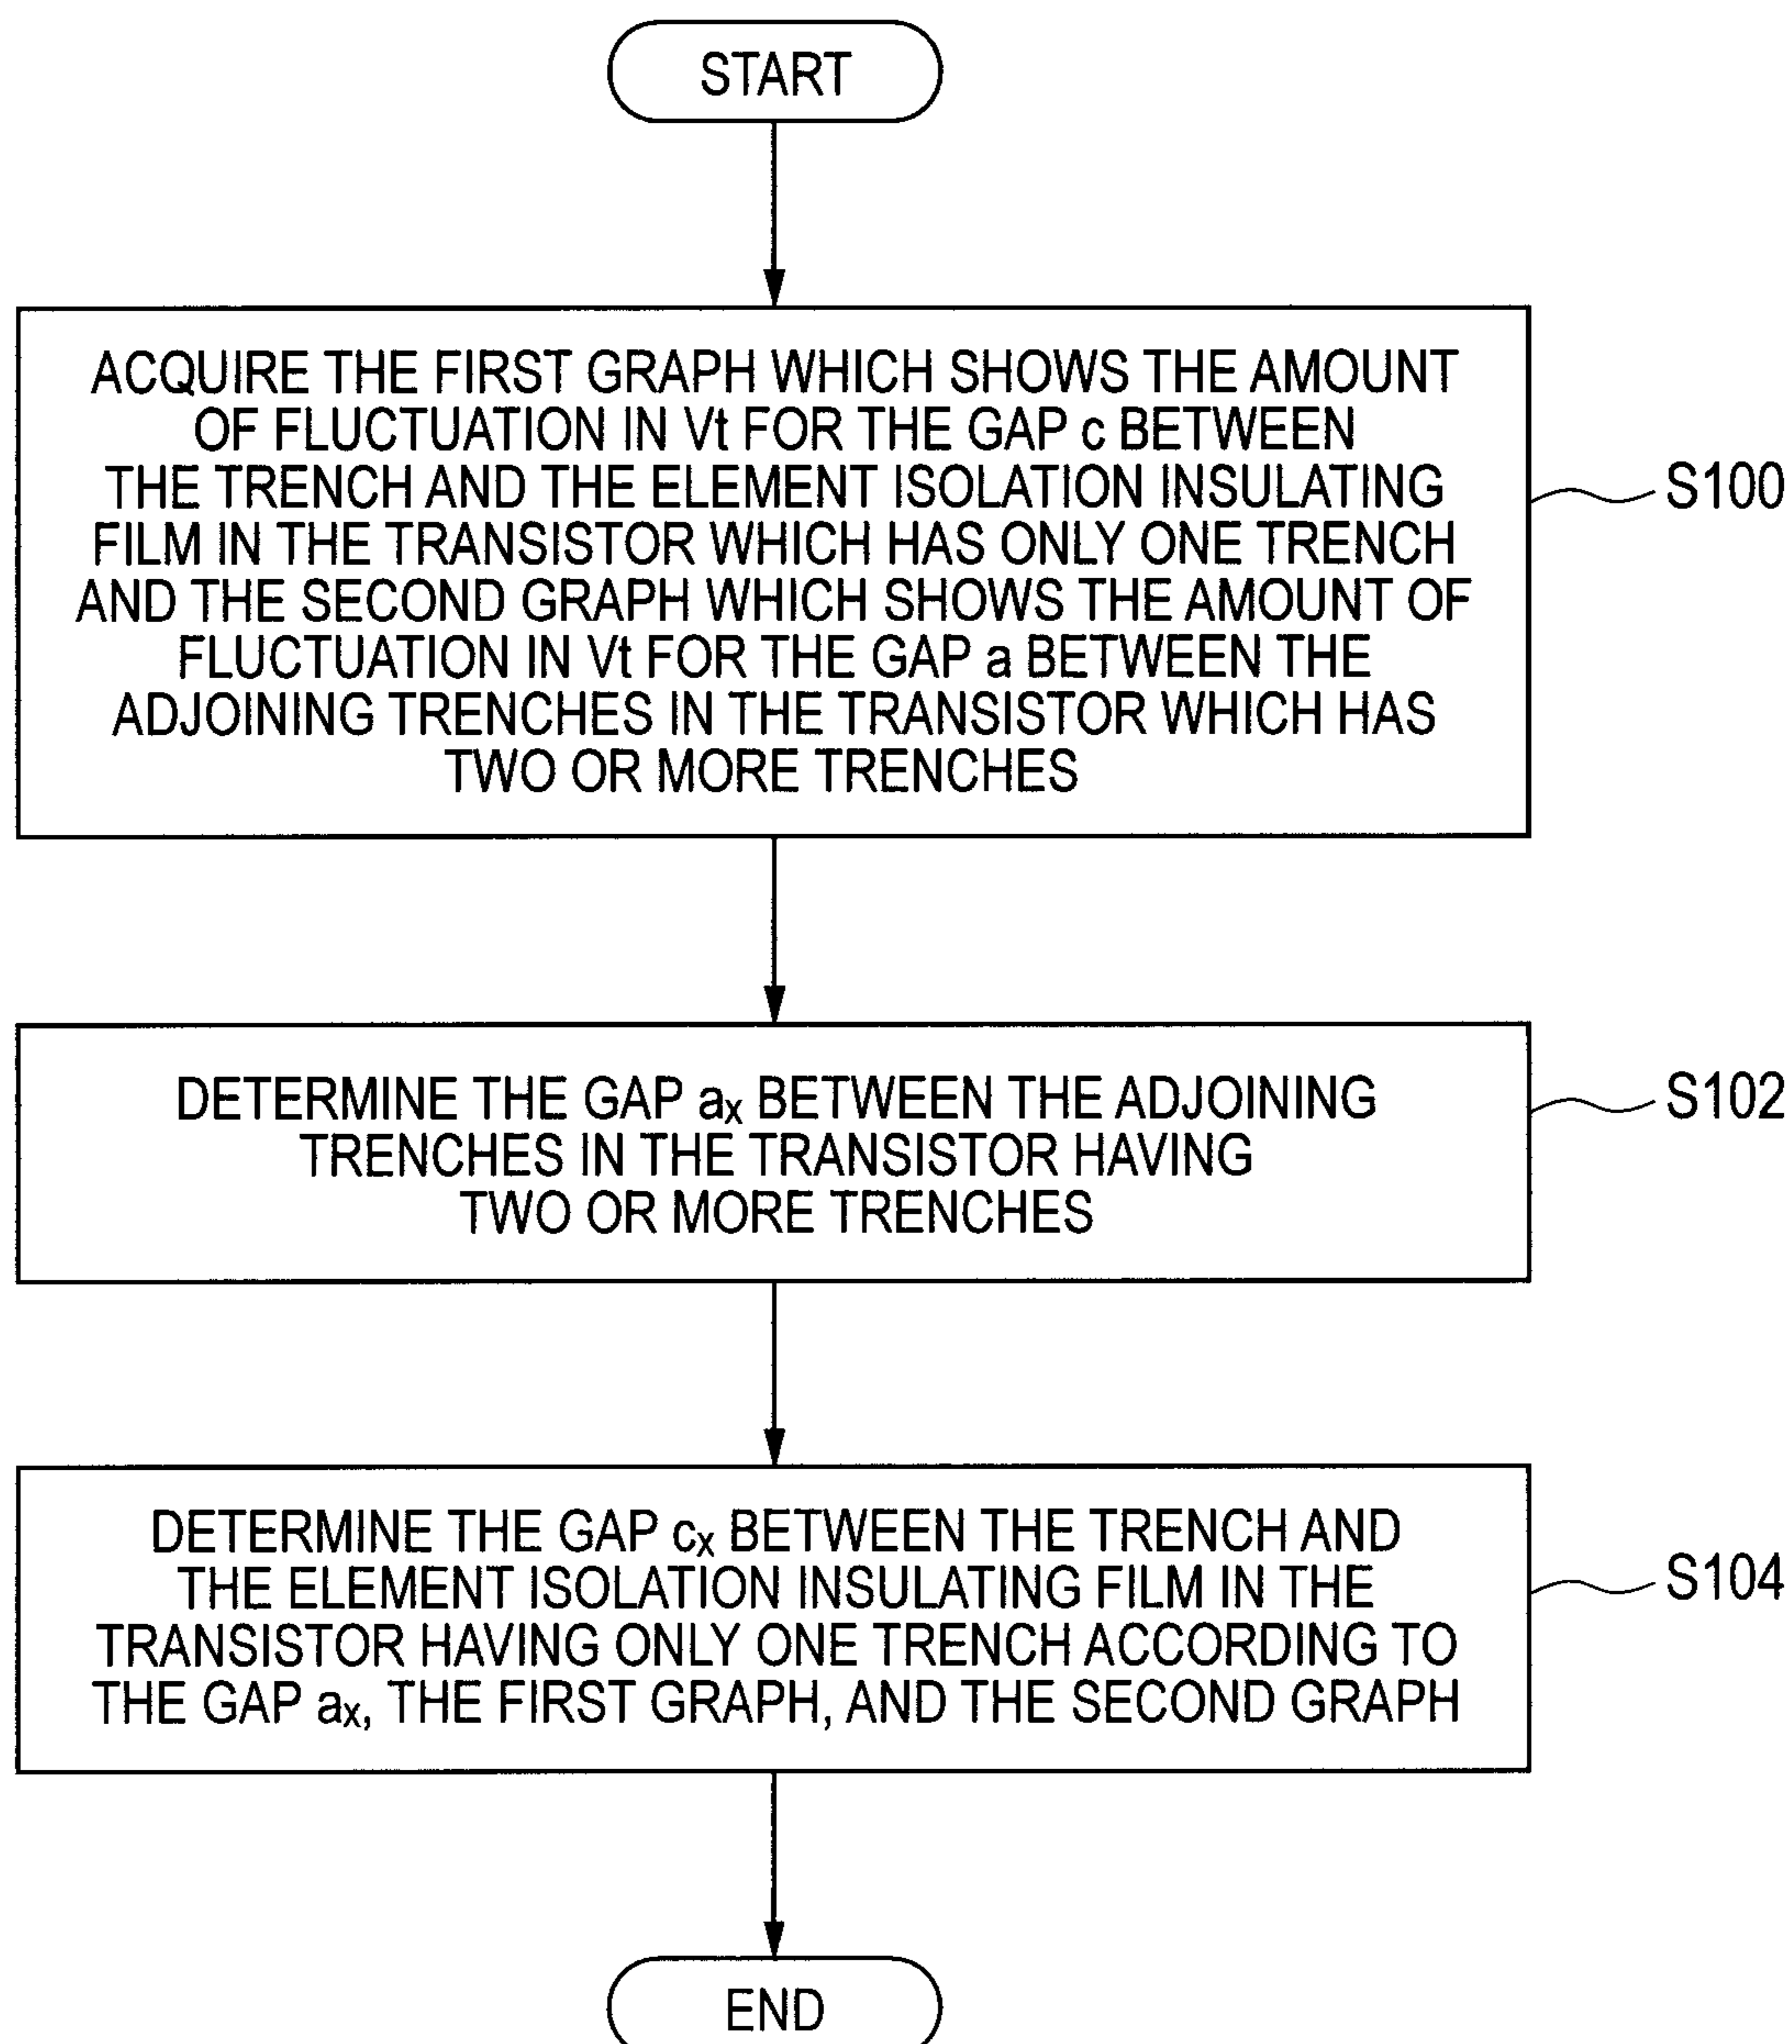 START
ACQUIRE THE FIRST GRAPH WHICH SHOWS THE AMOUNT
OF FLUCTUATION IN Vt FOR THE GAP c BETWEEN
THE TRENCH AND THE ELEMENT ISOLATION INSULATING
FILM IN THE TRANSISTOR WHICH HAS ONLY ONE TRENCH
AND THE SECOND GRAPH WHICH SHOWS THE AMOUNT OF
FLUCTUATION IN Vt FOR THE GAP a BETWEEN THE
ADJOINING TRENCHES IN THE TRANSISTOR WHICH HAS
TWO OR MORE TRENCHES
S100
DETERMINE THE GAP aX BETWEEN THE ADJOINING
TRENCHES IN THE TRANSISTOR HAVING
TWO OR MORE TRENCHES
S102
DETERMINE THE GAP cX BETWEEN THE TRENCH AND
THE ELEMENT ISOLATION INSULATING FILM IN THE
TRANSISTOR HAVING ONLY ONE TRENCH ACCORDING TO
THE GAP aX, THE FIRST GRAPH, AND THE SECOND GRAPH
S104
END